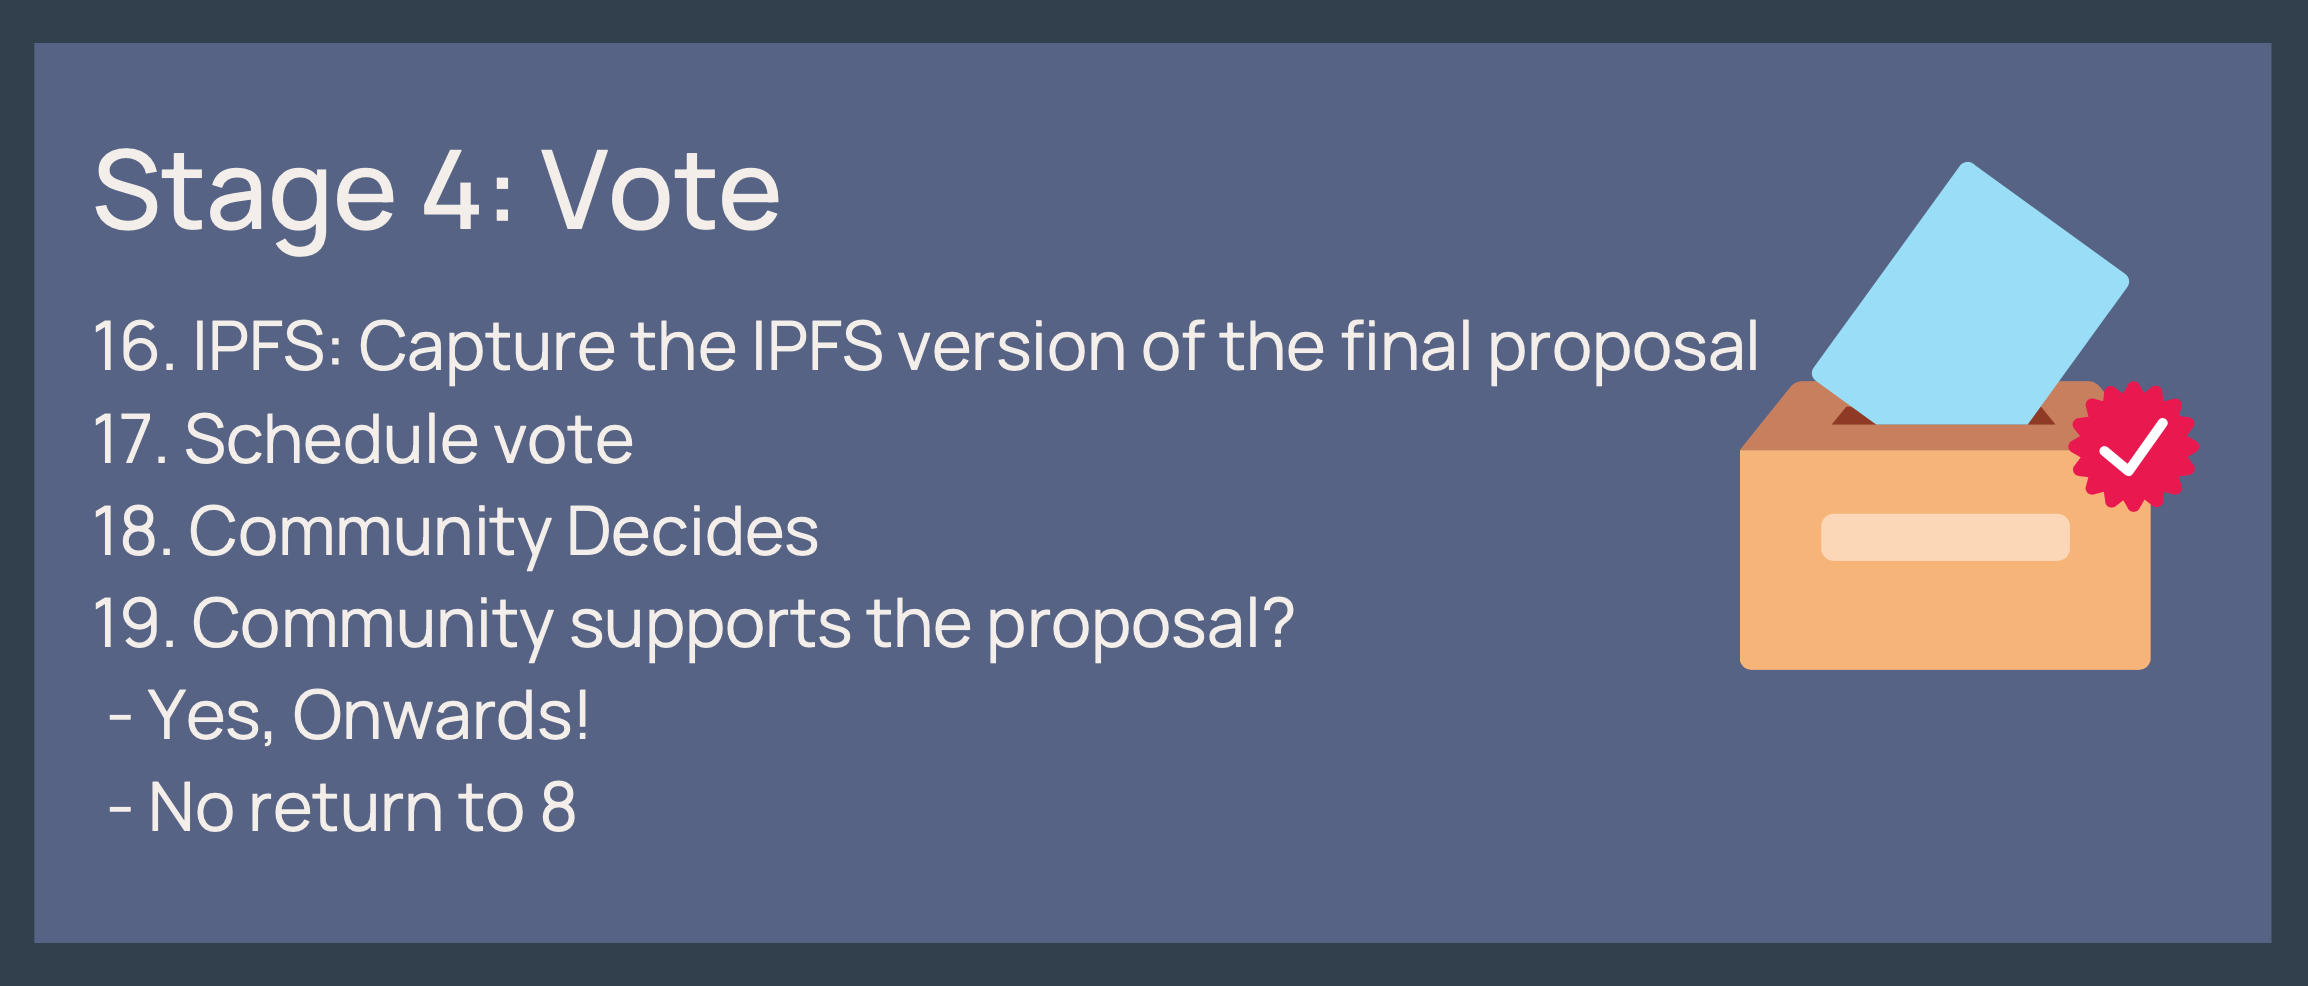 Stage 4: Vote
16. IPFS: Capture the IPFS version of the final proposal
17. Schedule vote
18. Community Decides
19. Community supports the proposal?
- Yes, Onwards!
- No return to 8